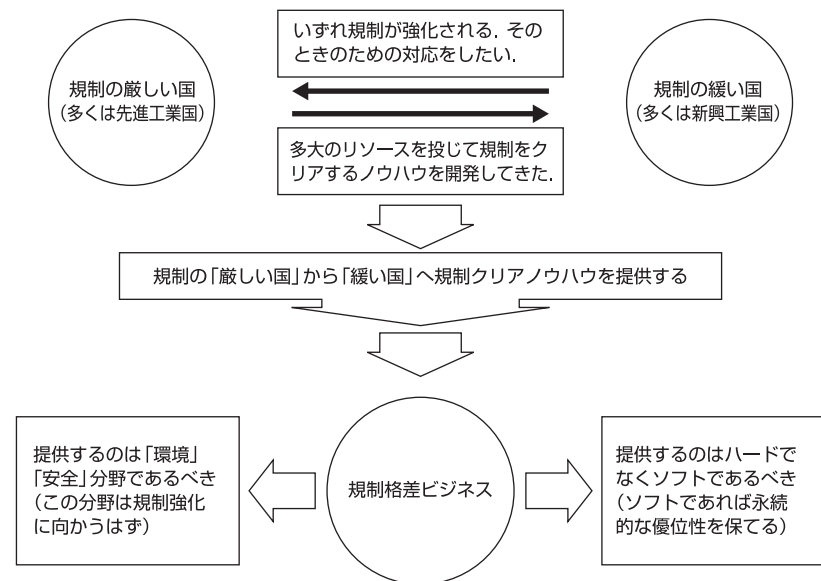 いずれ規制が強化される．その
ときのための対応をしたい．
規制の厳しい国
（多くは先進工業国）
規制の緩い国
（多くは新興工業国）
多大のリソースを投じて規制をク
リアするノウハウを開発してきた．
規制の「厳しい国」から「緩い国」へ規制クリアノウハウを提供する
提供するのは「環境」
「安全」分野であるべき
（この分野は規制強化
に向かうはず）
規制格差ビジネス
提供するのはハードで
なくソフトであるべき
（ソフトであれば永続
的な優位性を保てる）